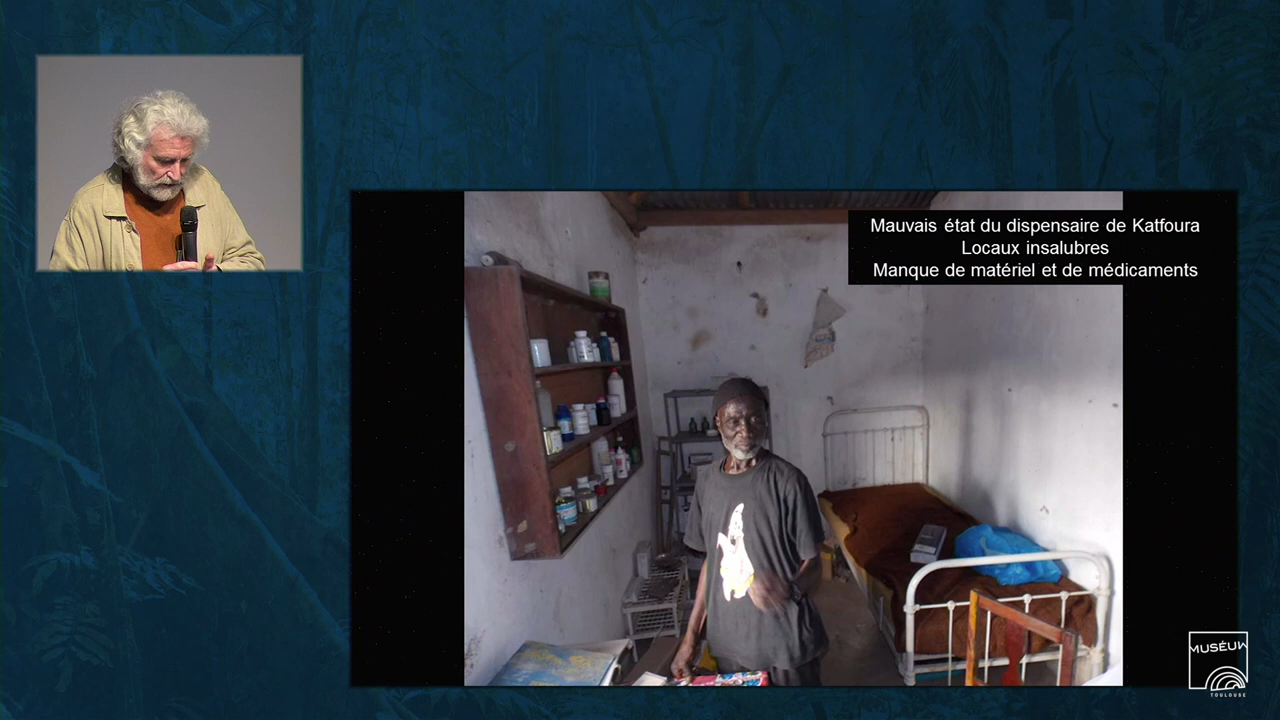 Mauvais état du dispensaire de Katfoura
Locaux insalubres
Manque de matériel et de médicaments
MUSÉUM
TOULOUSE